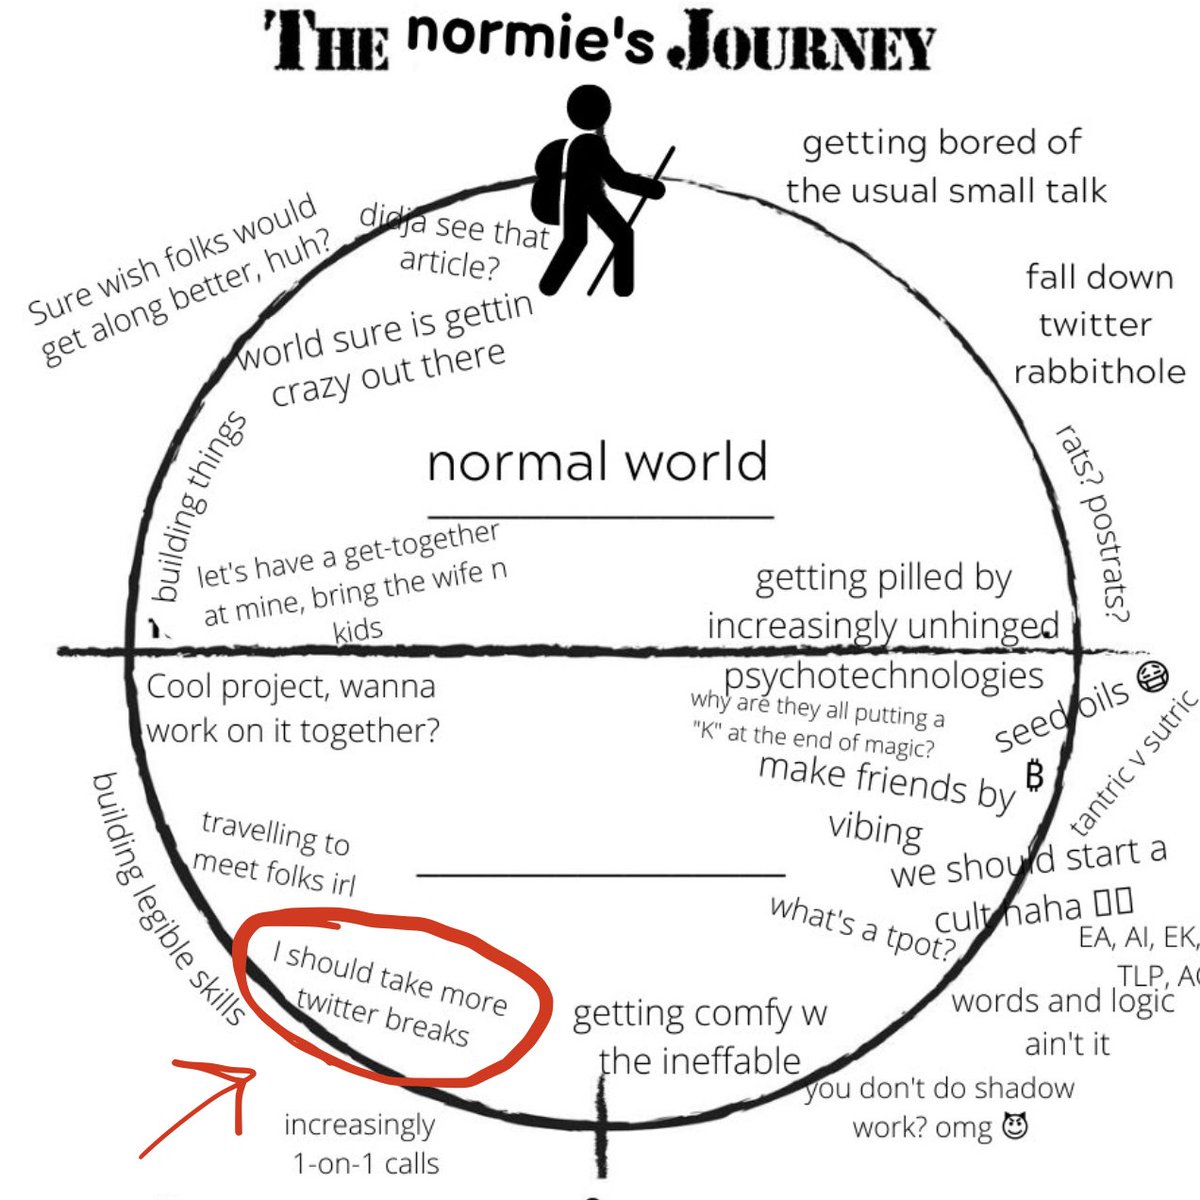 THE normie's JOURNEY
getting bored of
the usual small talk
fall down
twitter
rabbithole
rats? postrats?
getting pilled by
increasingly unhinged
psychotechnologies
seed oils 😷
why are they all putting a
"K" at the end of magic?
tantric v sutric
make friends by
vibing
₿
we should start a
cult haha 
what's a tpot?
EA, AI, EK,
TLP,
words and logic
ain't it
getting comfy w
the ineffable
you don't do shadow
work? omg 😈
increasingly
1-on-1 calls
I should take more
twitter breaks
building legible skills
travelling to
meet folks irl
Cool project, wanna
work on it together?
let's have a get-together
at mine, bring the wife n
kids
building things
world sure is gettin
crazy out there
Sure wish folks would
get along better, huh?
didja see that
article?
normal world